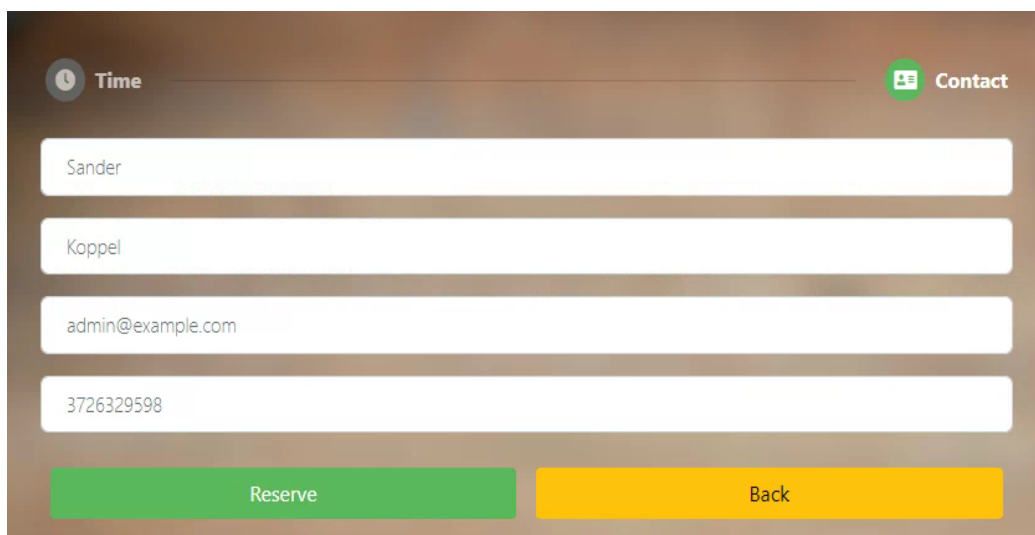 Time Contact
Sander
Koppel
admin@example.com
3726329598
Reserve Back